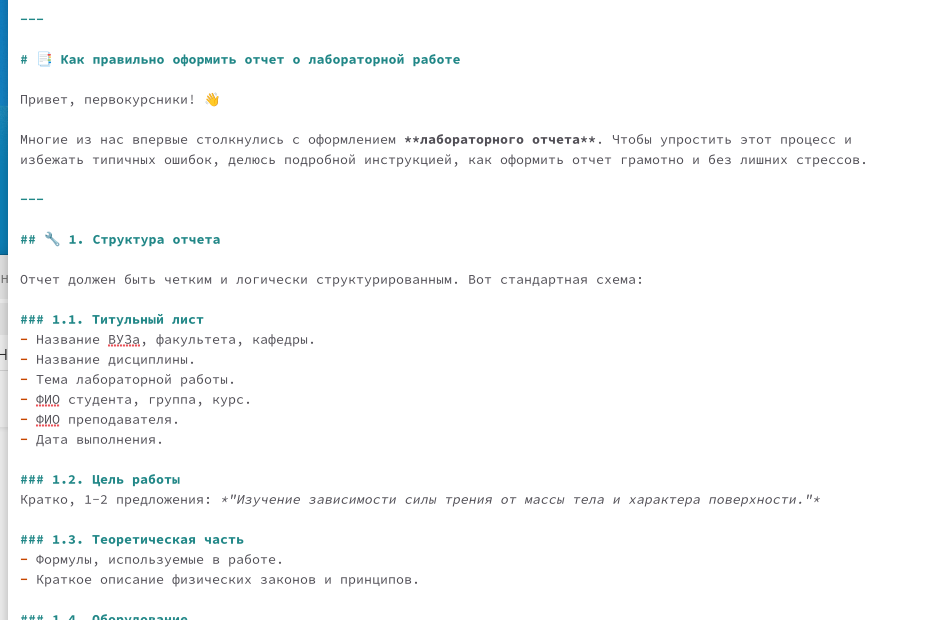 ---
# 📑 Как правильно оформить отчет о лабораторной работе
Привет, первокурсники! 👋
Многие из нас впервые столкнулись с оформлением **лабораторного отчета**. Чтобы упростить этот процесс и
избежать типичных ошибок, делюсь подробной инструкцией, как оформить отчет грамотно и без лишних стрессов.
---
## 🔧 1. Структура отчета
Отчет должен быть четким и логически структурированным. Вот стандартная схема:
### 1.1. Титульный лист
- Название ВУЗа, факультета, кафедры.
- Название дисциплины.
- Тема лабораторной работы.
- ФИО студента, группа, курс.
- ФИО преподавателя.
- Дата выполнения.
### 1.2. Цель работы
Кратко, 1-2 предложения: *"Изучение зависимости силы трения от массы тела и характера поверхности."*
### 1.3. Теоретическая часть
- Формулы, используемые в работе.
- Краткое описание физических законов и принципов.
### 1.4. Оборудование